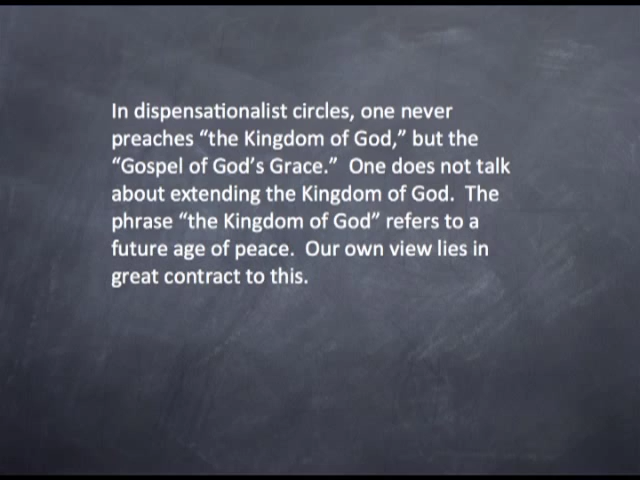 In dispensationalist circles, one never
preaches “the Kingdom of God,” but the
“Gospel of God’s Grace.”  One does not talk
about extending the Kingdom of God.  The
phrase “the Kingdom of God” refers to a
future age of peace.  Our own view lies in
great contract to this.